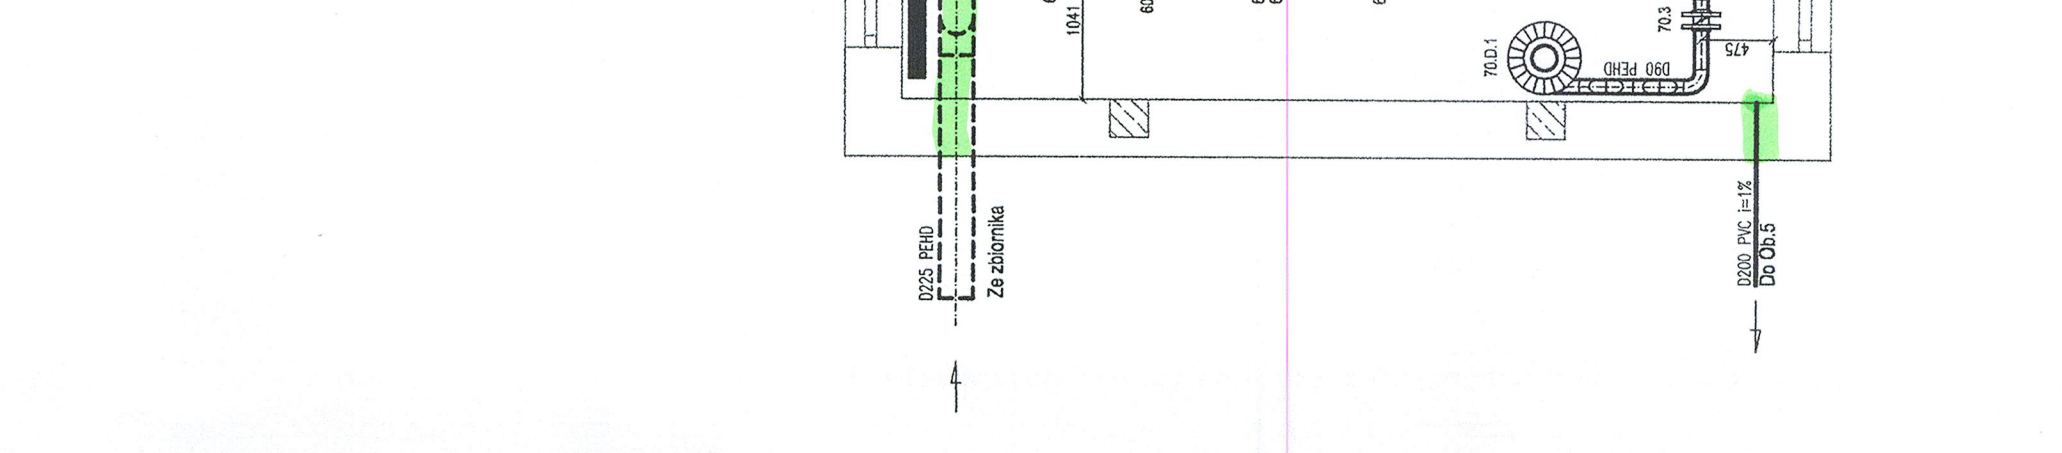 1041
70.D.1
70.3
475
D90 PEHD
D225 PEHD
Ze zbiornika
D200 PVC i=1%
Do Ob.5